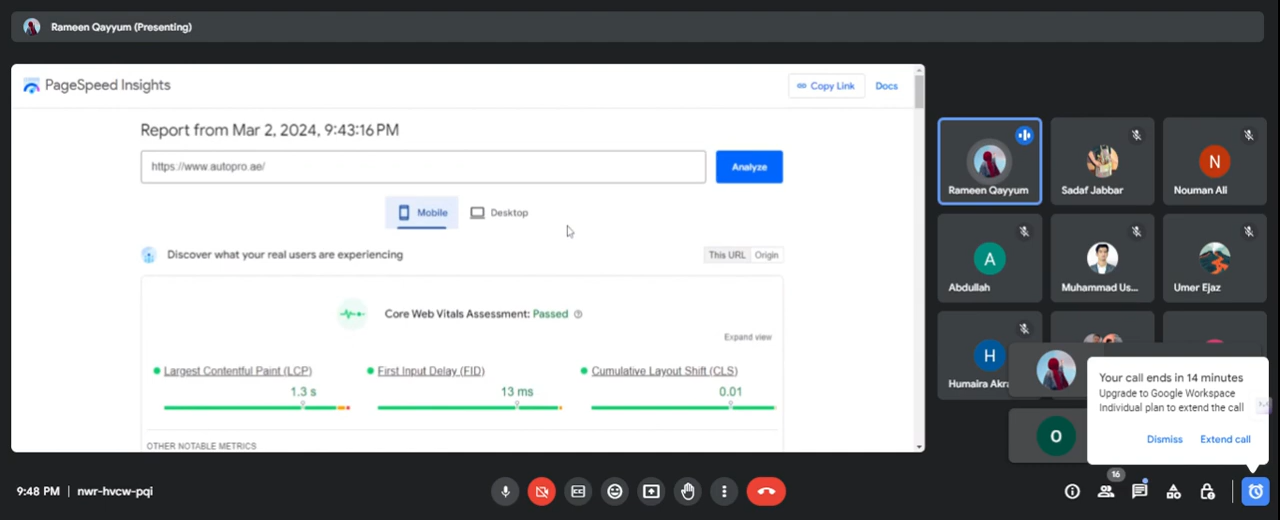 Rameen Qayyum (Presenting)
PageSpeed Insights
Copy Link
Docs
Report from Mar 2, 2024, 9:43:16 PM
https://www.autopro.ae/
Analyze
Mobile
Desktop
Discover what your real users are experiencing
This URL
Origin
Core Web Vitals Assessment: Passed
Expand view
Largest Contentful Paint (LCP)
1.3 s
First Input Delay (FID)
13 ms
Cumulative Layout Shift (CLS)
0.01
OTHER NOTABLE METRICS
Rameen Qayyum
Sadaf Jabbar
N
Nouman Ali
A
Abdullah
Muhammad Us...
Umer Ejaz
H
Humaira Akra
O
Your call ends in 14 minutes
Upgrade to Google Workspace
Individual plan to extend the call
Dismiss
Extend call
9:48 PM | nwr-hvcw-pqi
16